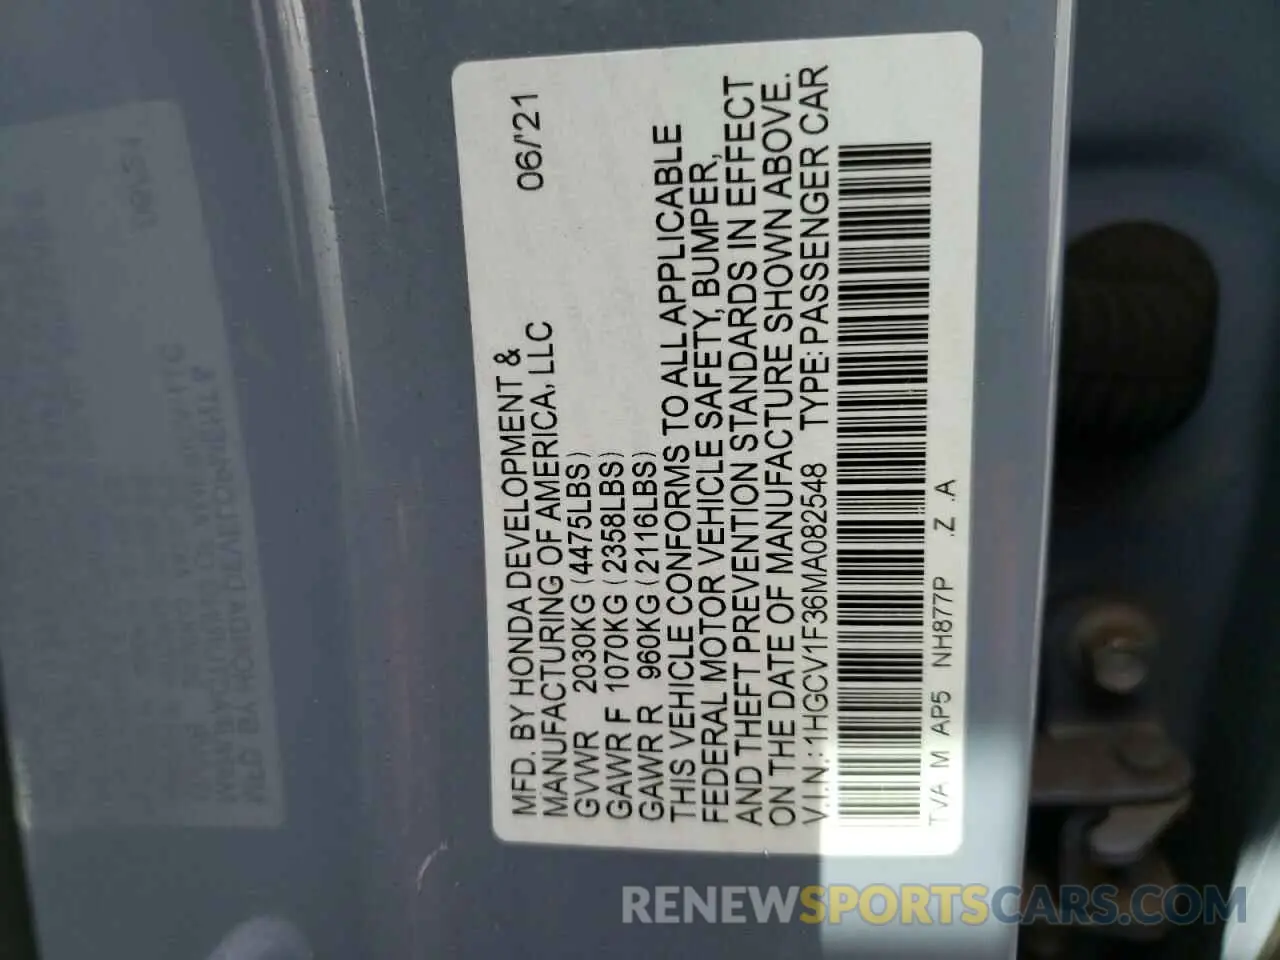 MFD. BY HONDA DEVELOPMENT &
MANUFACTURING OF AMERICA, LLC 06/'21
GVWR 2030KG (4475LBS)
GAWR F 1070KG (2358LBS)
GAWR R 960KG (2116LBS)
THIS VEHICLE CONFORMS TO ALL APPLICABLE
FEDERAL MOTOR VEHICLE SAFETY, BUMPER,
AND THEFT PREVENTION STANDARDS IN EFFECT
ON THE DATE OF MANUFACTURE SHOWN ABOVE.
V.I.N.: 1HGCV1F36MA082548 TYPE: PASSENGER CAR
TVA M AP5 NH877P .Z .A
RENEWSPORTSCARS.COM